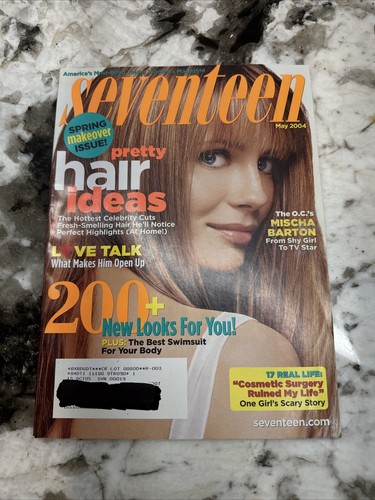 America's
seventeen
May 2004
SPRING
makeover
ISSUE!
pretty
hair
ideas
The Hottest Celebrity Cuts
Fresh-Smelling Hair He'll Notice
Perfect Highlights (At Home!)
The O.C.'s
MISCHA
BARTON
From Shy Girl
To TV Star
LOVE TALK
What Makes Him Open Up
200+
New Looks For You!
PLUS: The Best Swimsuit
For Your Body
17 REAL LIFE:
"Cosmetic Surgery
Ruined My Life"
One Girl's Scary Story
seventeen.com